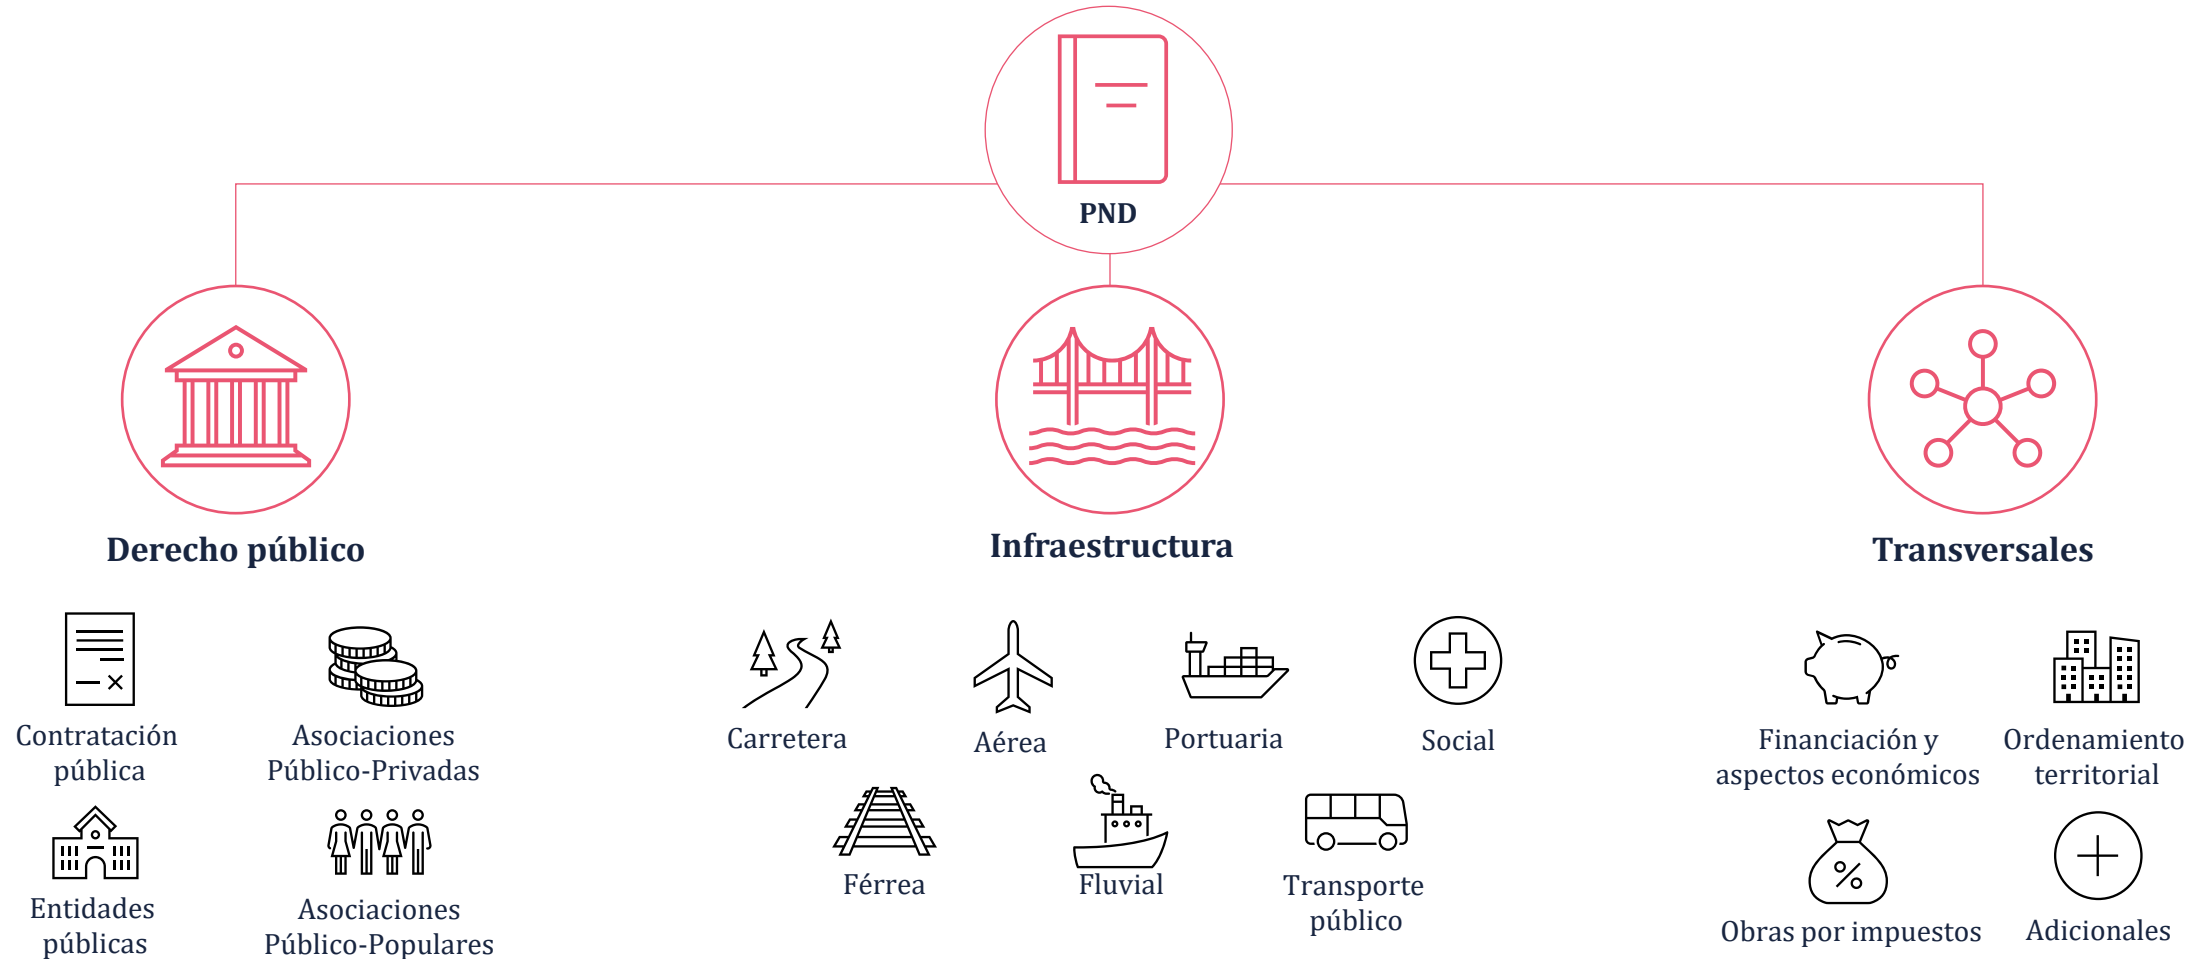 PND
Derecho público
Contratación
pública
Asociaciones
Público-Privadas
Entidades
públicas
Asociaciones
Público-Populares
Infraestructura
Carretera
Aérea
Portuaria
Social
Férrea
Fluvial
Transporte
público
Transversales
Financiación y
aspectos económicos
Ordenamiento
territorial
Obras por impuestos
Adicionales